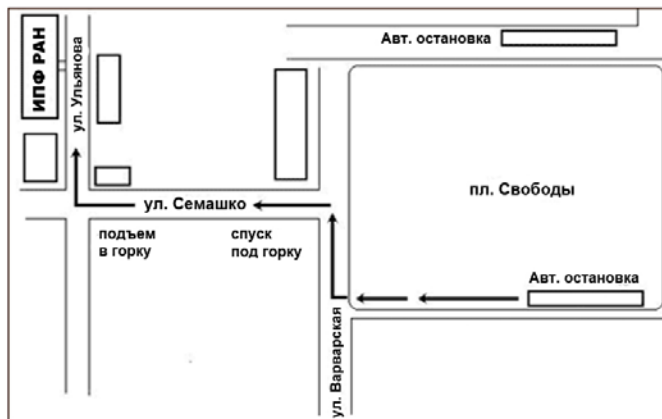 ИПФ РАН
ул. Ульянова
Авт. остановка
пл. Свободы
ул. Семашко
подъем
в горку
спуск
под горку
Авт. остановка
ул. Варварская